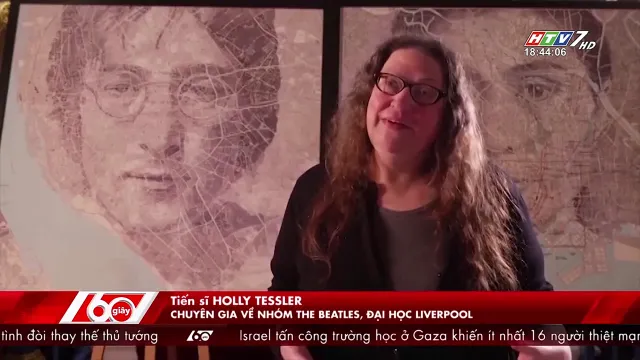 HTV7 HD
18:44:06
60 giây
Tiến sĩ HOLLY TESSLER
CHUYÊN GIA VỀ NHÓM THE BEATLES, ĐẠI HỌC LIVERPOOL
tình đòi thay thế thủ tướng 60 Israel tấn công trường học ở Gaza khiến ít nhất 16 người thiệt mạ